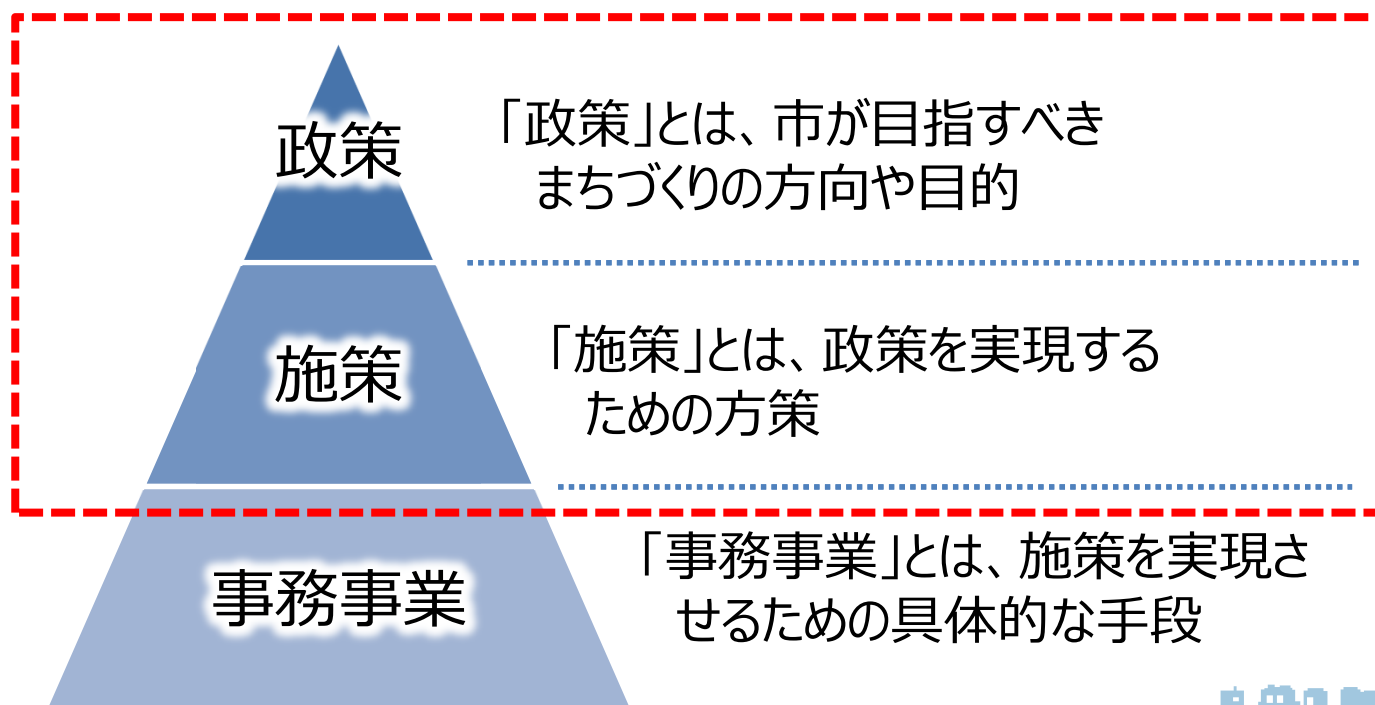 政策
「政策」とは、市が目指すべき
まちづくりの方向や目的
施策
「施策」とは、政策を実現する
ための方策
事務事業
「事務事業」とは、施策を実現さ
せるための具体的な手段